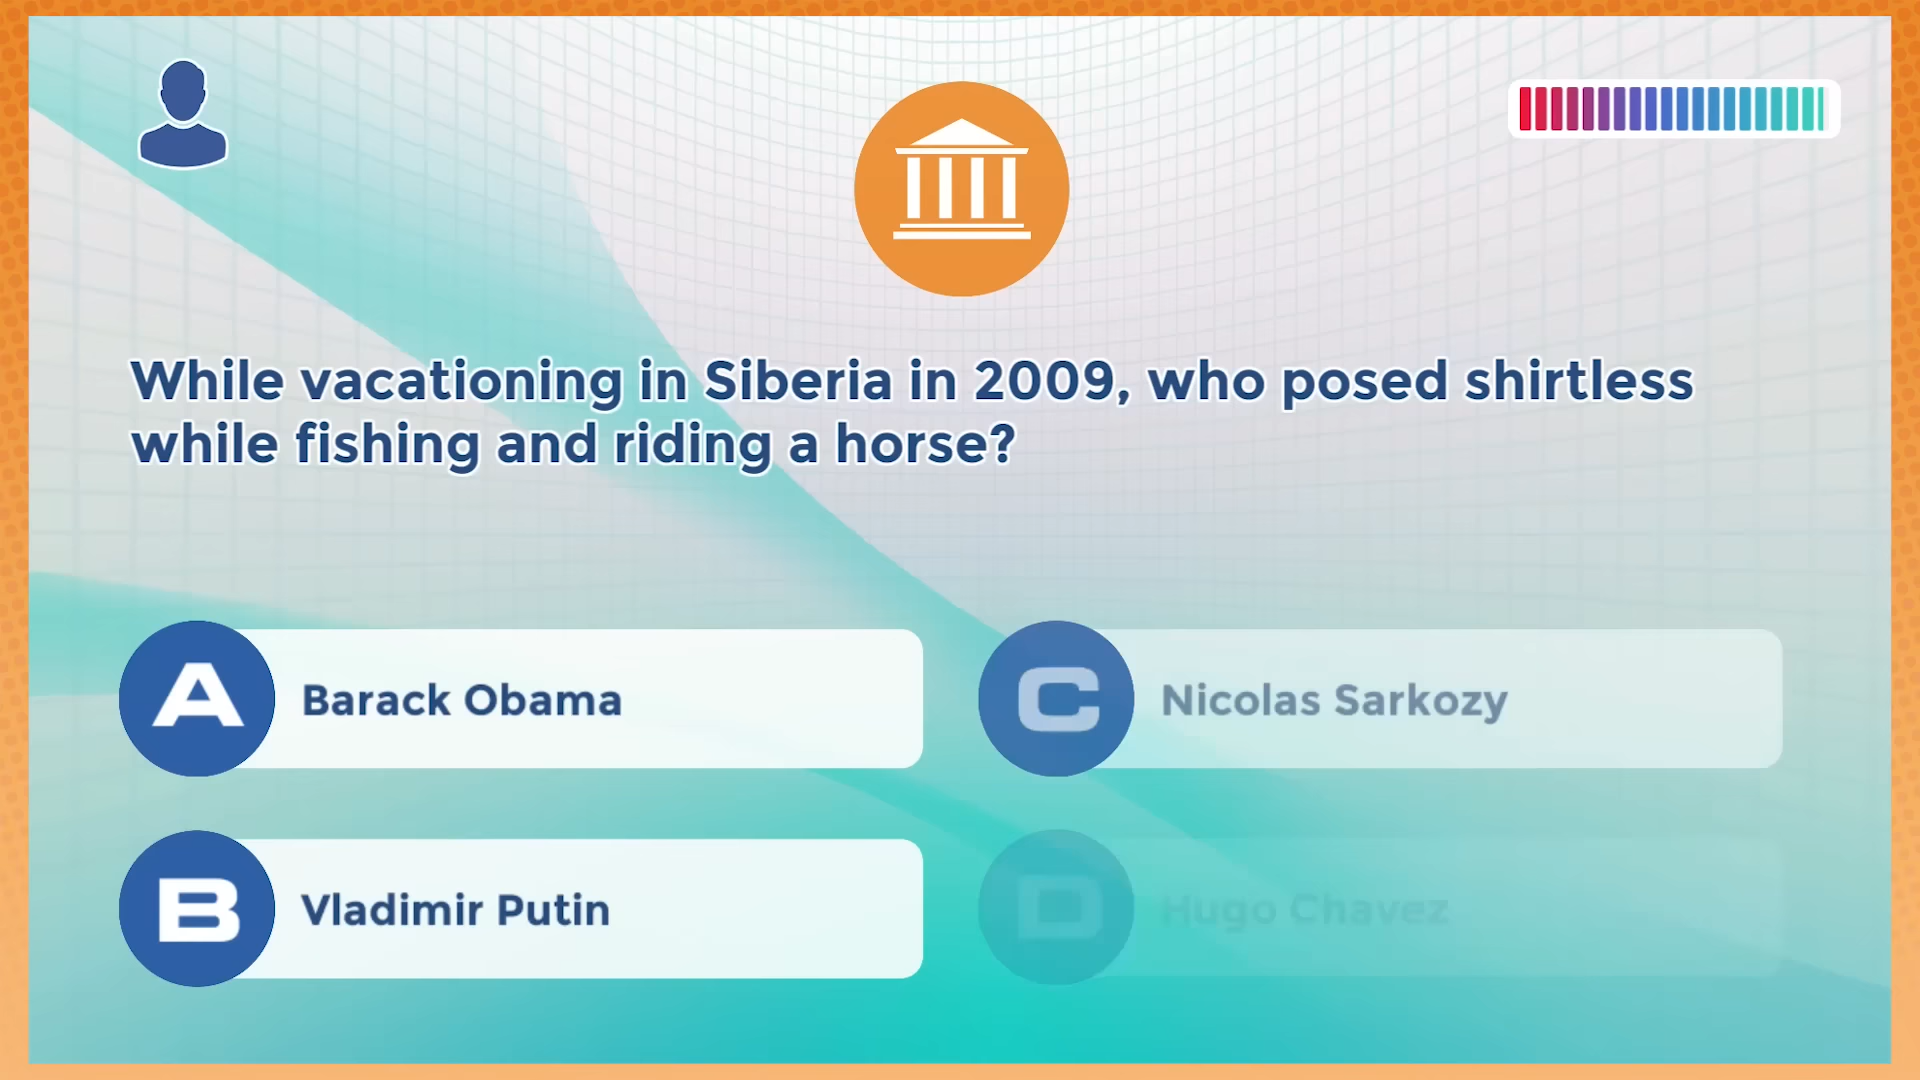 While vacationing in Siberia in 2009, who posed shirtless
while fishing and riding a horse?
A Barack Obama
B Vladimir Putin
C Nicolas Sarkozy
D Hugo Chavez